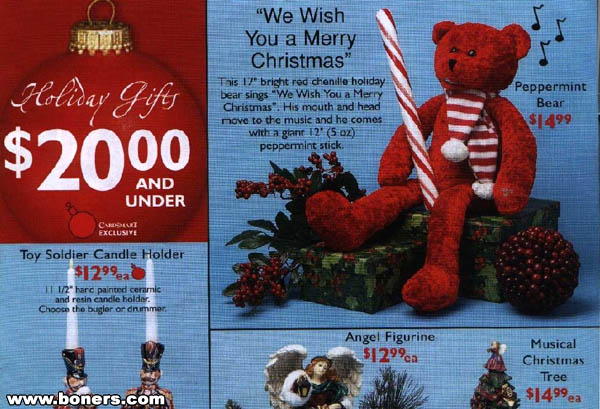 Holiday Gifts
$20.00
AND
UNDER
CARDSMART
EXCLUSIVE
"We Wish
You a Merry
Christmas"
This 17" bright red chenille holiday
bear sings "We Wish You a Merry
Christmas". His mouth and head
move to the music and he comes
with a giant 12" (5 oz)
peppermint stick.
Peppermint
Bear
$14.99
Toy Soldier Candle Holder
$12.99ea
11 1/2" hand painted ceramic
and resin candle holder.
Choose the bugler or drummer.
Angel Figurine
$12.99ea
Musical
Christmas
Tree
$14.99ea
www.boners.com